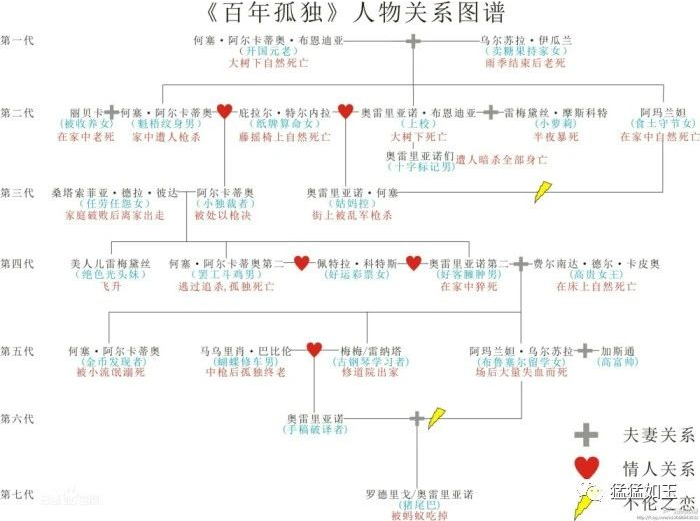 《百年孤独》人物关系图谱
第一代
何塞·阿尔卡蒂奥·布恩迪亚
(开国元老)
大树下自然死亡
乌尔苏拉·伊瓜兰
(卖糖果持家女)
雨季结束后老死
第二代
丽贝卡
(被收养女)
在家中老死
何塞·阿尔卡蒂奥
(魁梧纹身男)
家中遭人枪杀
庇拉尔·特尔内拉
(纸牌算命女)
藤摇椅上自然死亡
奥雷里亚诺·布恩迪亚
(上校)
大树下死亡
雷梅黛丝·摩斯科特
(小萝莉)
半夜暴死
阿玛兰妲
(食土守节女)
在家中自然死亡
奥雷里亚诺们
(十字标记男)
遭人暗杀全部身亡
第三代
桑塔索菲亚·德拉·彼达
(任劳任怨女)
家庭破败后离家出走
阿尔卡蒂奥
(小独裁者)
被处以枪决
奥雷里亚诺·何塞
(姑妈控)
街上被乱军枪杀
第四代
美人儿雷梅黛丝
(绝色光头妹)
飞升
何塞·阿尔卡蒂奥第二
(罢工斗鸡男)
逃过追杀,孤独死亡
佩特拉·科特斯
(好运彩票女)
奥雷里亚诺第二
(好客臃肿男)
在家中猝死
费尔南达·德尔·卡皮奥
(高贵女王)
在床上自然死亡
第五代
何塞·阿尔卡蒂奥
(金币发现者)
被小流氓溺死
马乌里肖·巴比伦
(蝴蝶修车男)
中枪后孤独终老
梅梅/雷纳塔
(古钢琴学习者)
修道院出家
阿玛兰妲·乌尔苏拉
(布鲁塞尔留学女)
场后大量失血而死
加斯通
(高富帅)
第六代
奥雷里亚诺
(手稿破译者)
第七代
罗德里戈/奥雷里亚诺
(猪尾巴)
被蚂蚁吃掉
夫妻关系
情人关系
不伦之恋
猛猛如玉